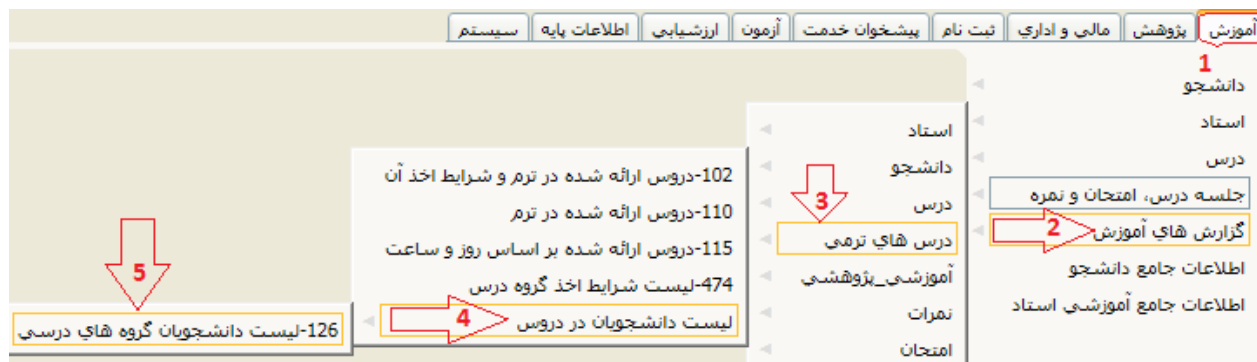 آموزش پژوهش مالي و اداري ثبت نام پيشخوان خدمت آزمون ارزشيابي اطلاعات پايه سيستم
1
دانشجو
استاد
درس
جلسه درس، امتحان و نمره
گزارش هاي آموزش
2
اطلاعات جامع دانشجو
اطلاعات جامع آموزشي استاد
استاد
دانشجو
درس
3
درس هاي ترمي
آموزشي_پژوهشي
نمرات
امتحان
102-دروس ارائه شده در ترم و شرايط اخذ آن
110-دروس ارائه شده در ترم
115-دروس ارائه شده بر اساس روز و ساعت
474-ليست شرايط اخذ گروه درس
ليست دانشجويان در دروس
4
5
126-ليست دانشجويان گروه هاي درسي